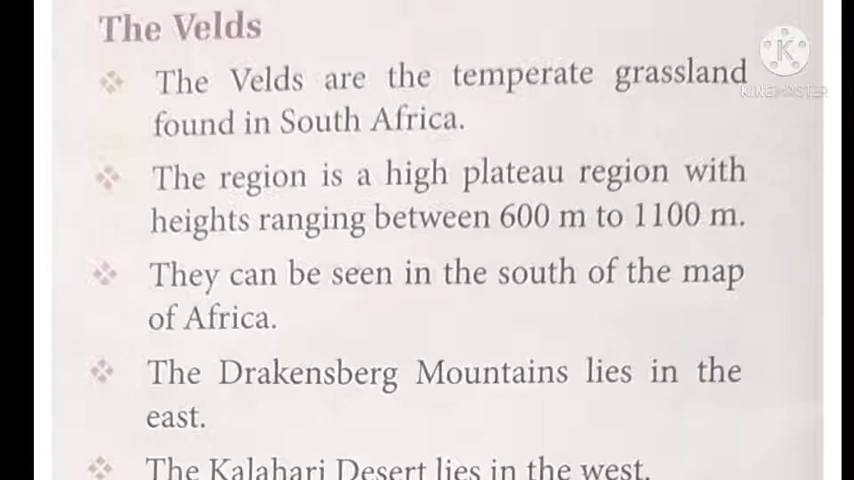 The Velds
The Velds are the temperate grassland
found in South Africa.
The region is a high plateau region with
heights ranging between 600 m to 1100 m.
They can be seen in the south of the map
of Africa.
The Drakensberg Mountains lies in the
east.
The Kalahari Desert lies in the west.
K
KINEMASTER